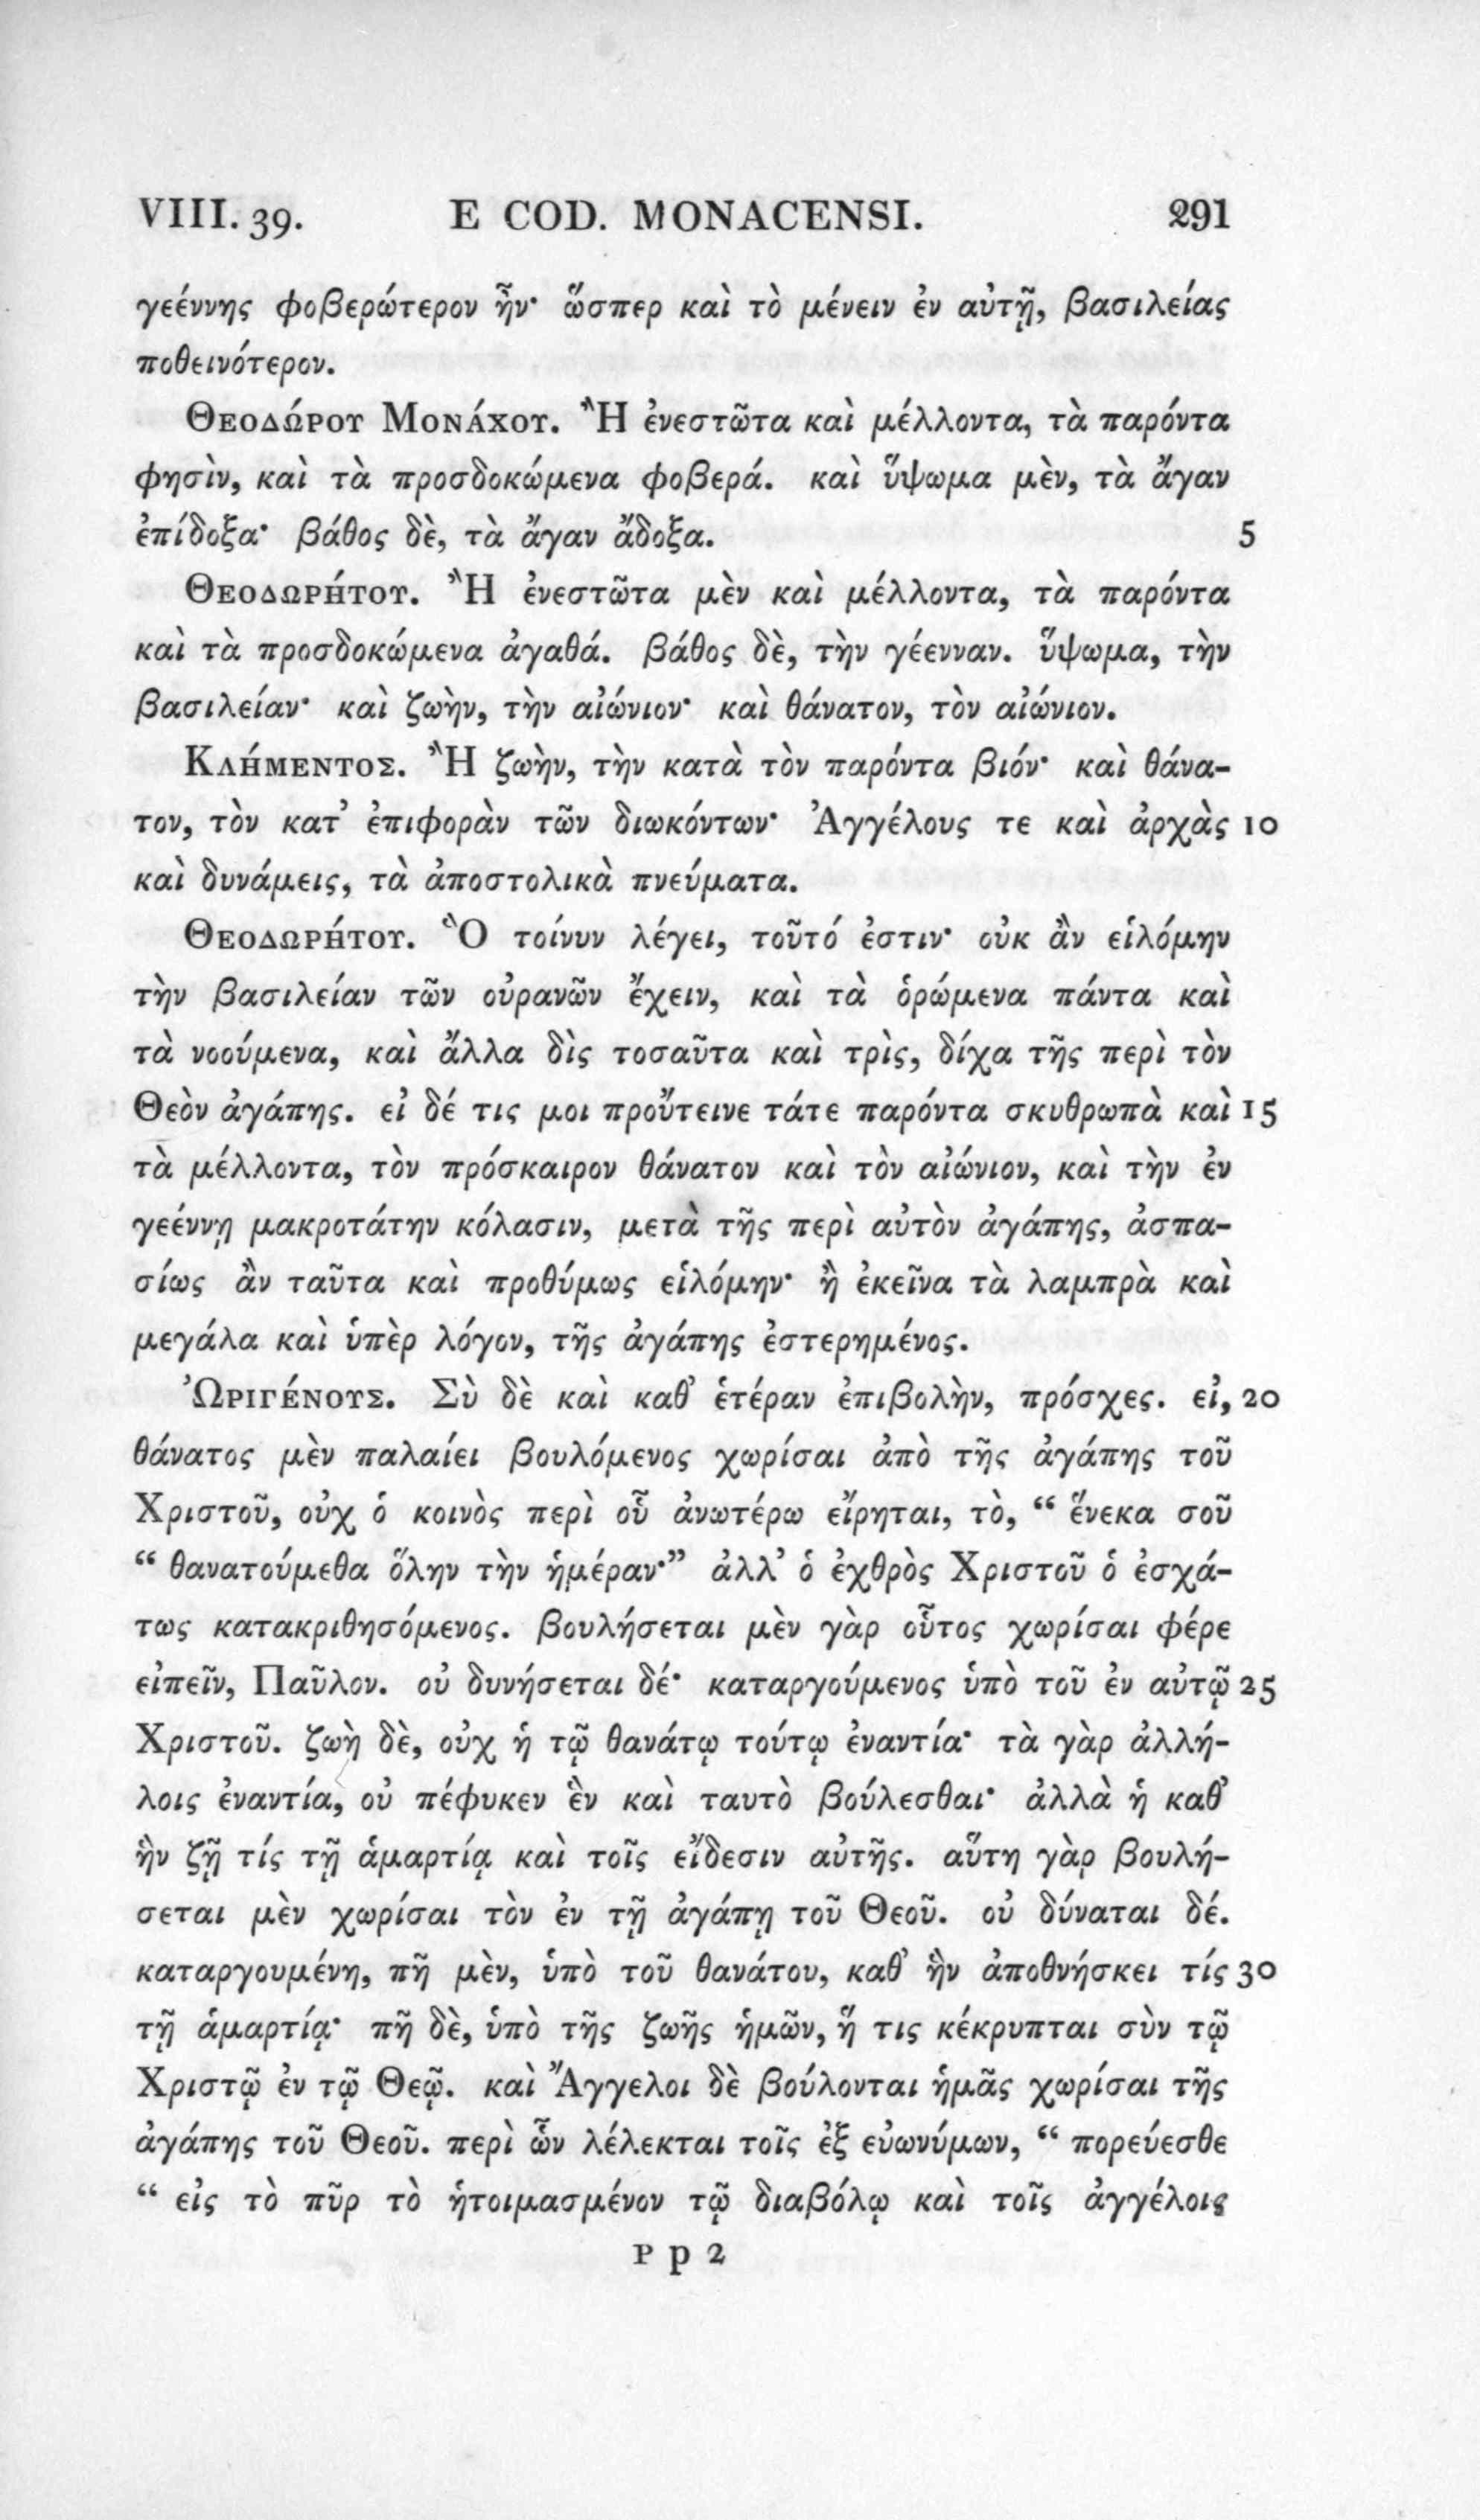 VIII. 39. E COD. MONACENSI. 291
γεέννης φοβερώτερον ἦν· ὥσπερ καὶ τὸ μένειν ἐν αὐτῇ, βασιλείας
ποθεινότερον.
ΘΕΟΔΏΡΟΥ ΜΟΝΆΧΟΥ. Ἢ ἐνεστῶτα καὶ μέλλοντα, τὰ παρόντα
φησὶν, καὶ τὰ προσδοκώμενα φοβερά. καὶ ὕψωμα μὲν, τὰ ἄγαν
ἐπίδοξα· βάθος δὲ, τὰ ἄγαν ἄδοξα. 5
ΘΕΟΔΩΡΉΤΟΥ. Ἢ ἐνεστῶτα μὲν καὶ μέλλοντα, τὰ παρόντα
καὶ τὰ προσδοκώμενα ἀγαθά. βάθος δὲ, τὴν γέενναν. ὕψωμα, τὴν
βασιλείαν· καὶ ζωὴν, τὴν αἰώνιον· καὶ θάνατον, τὸν αἰώνιον.
ΚΛΉΜΕΝΤΟΣ. Ἢ ζωὴν, τὴν κατὰ τὸν παρόντα βιόν· καὶ θάνα-
τον, τὸν κατ’ ἐπιφορὰν τῶν διωκόντων· Ἀγγέλους τε καὶ ἀρχὰς 10
καὶ δυνάμεις, τὰ ἀποστολικὰ πνεύματα.
ΘΕΟΔΩΡΉΤΟΥ. Ὃ τοίνυν λέγει, τοῦτό ἐστιν· οὐκ ἂν εἱλόμην
τὴν βασιλείαν τῶν οὐρανῶν ἔχειν, καὶ τὰ ὁρώμενα πάντα καὶ
τὰ νοούμενα, καὶ ἄλλα δὶς τοσαῦτα καὶ τρὶς, δίχα τῆς περὶ τὸν
Θεὸν ἀγάπης. εἰ δέ τις μοι προὔτεινε τάτε παρόντα σκυθρωπὰ καὶ 15
τὰ μέλλοντα, τὸν πρόσκαιρον θάνατον καὶ τὸν αἰώνιον, καὶ τὴν ἐν
γεέννῃ μακροτάτην κόλασιν, μετὰ τῆς περὶ αὐτὸν ἀγάπης, ἀσπα-
σίως ἂν ταῦτα καὶ προθύμως εἱλόμην· ἢ ἐκεῖνα τὰ λαμπρὰ καὶ
μεγάλα καὶ ὑπὲρ λόγον, τῆς ἀγάπης ἐστερημένος.
ὨΡΙΓΈΝΟΥΣ. Σὺ δὲ καὶ καθ’ ἑτέραν ἐπιβολὴν, πρόσχες. εἰ, 20
θάνατος μὲν παλαίει βουλόμενος χωρίσαι ἀπὸ τῆς ἀγάπης τοῦ
Χριστοῦ, οὐχ ὁ κοινὸς περὶ οὗ ἀνωτέρω εἴρηται, τὸ, “ ἕνεκα σοῦ
“ θανατούμεθα ὅλην τὴν ἡμέραν·” ἀλλ’ ὁ ἐχθρὸς Χριστοῦ ὁ ἐσχά-
τως κατακριθησόμενος. βουλήσεται μὲν γὰρ οὗτος χωρίσαι φέρε
εἰπεῖν, Παῦλον. οὐ δυνήσεται δέ· καταργούμενος ὑπὸ τοῦ ἐν αὐτῷ 25
Χριστοῦ. ζωὴ δὲ, οὐχ ἡ τῷ θανάτῳ τούτῳ ἐναντία· τὰ γὰρ ἀλλή-
λοις ἐναντία, οὐ πέφυκεν ἓν καὶ ταυτὸ βούλεσθαι· ἀλλὰ ἡ καθ’
ἣν ζῇ τίς τῇ ἁμαρτίᾳ καὶ τοῖς εἴδεσιν αὐτῆς. αὕτη γὰρ βουλή-
σεται μὲν χωρίσαι τὸν ἐν τῇ ἀγάπῃ τοῦ Θεοῦ. οὐ δύναται δέ.
καταργουμένη, πῆ μὲν, ὑπὸ τοῦ θανάτου, καθ’ ἣν ἀποθνήσκει τίς 30
τῇ ἁμαρτίᾳ· πῆ δὲ, ὑπὸ τῆς ζωῆς ἡμῶν, ἥ τις κέκρυπται σὺν τῷ
Χριστῷ ἐν τῷ Θεῷ. καὶ Ἄγγελοι δὲ βούλονται ἡμᾶς χωρίσαι τῆς
ἀγάπης τοῦ Θεοῦ. περὶ ὧν λέλεκται τοῖς ἐξ εὐωνύμων, “ πορεύεσθε
“ εἰς τὸ πῦρ τὸ ἡτοιμασμένον τῷ διαβόλῳ καὶ τοῖς ἀγγέλοις
P p 2